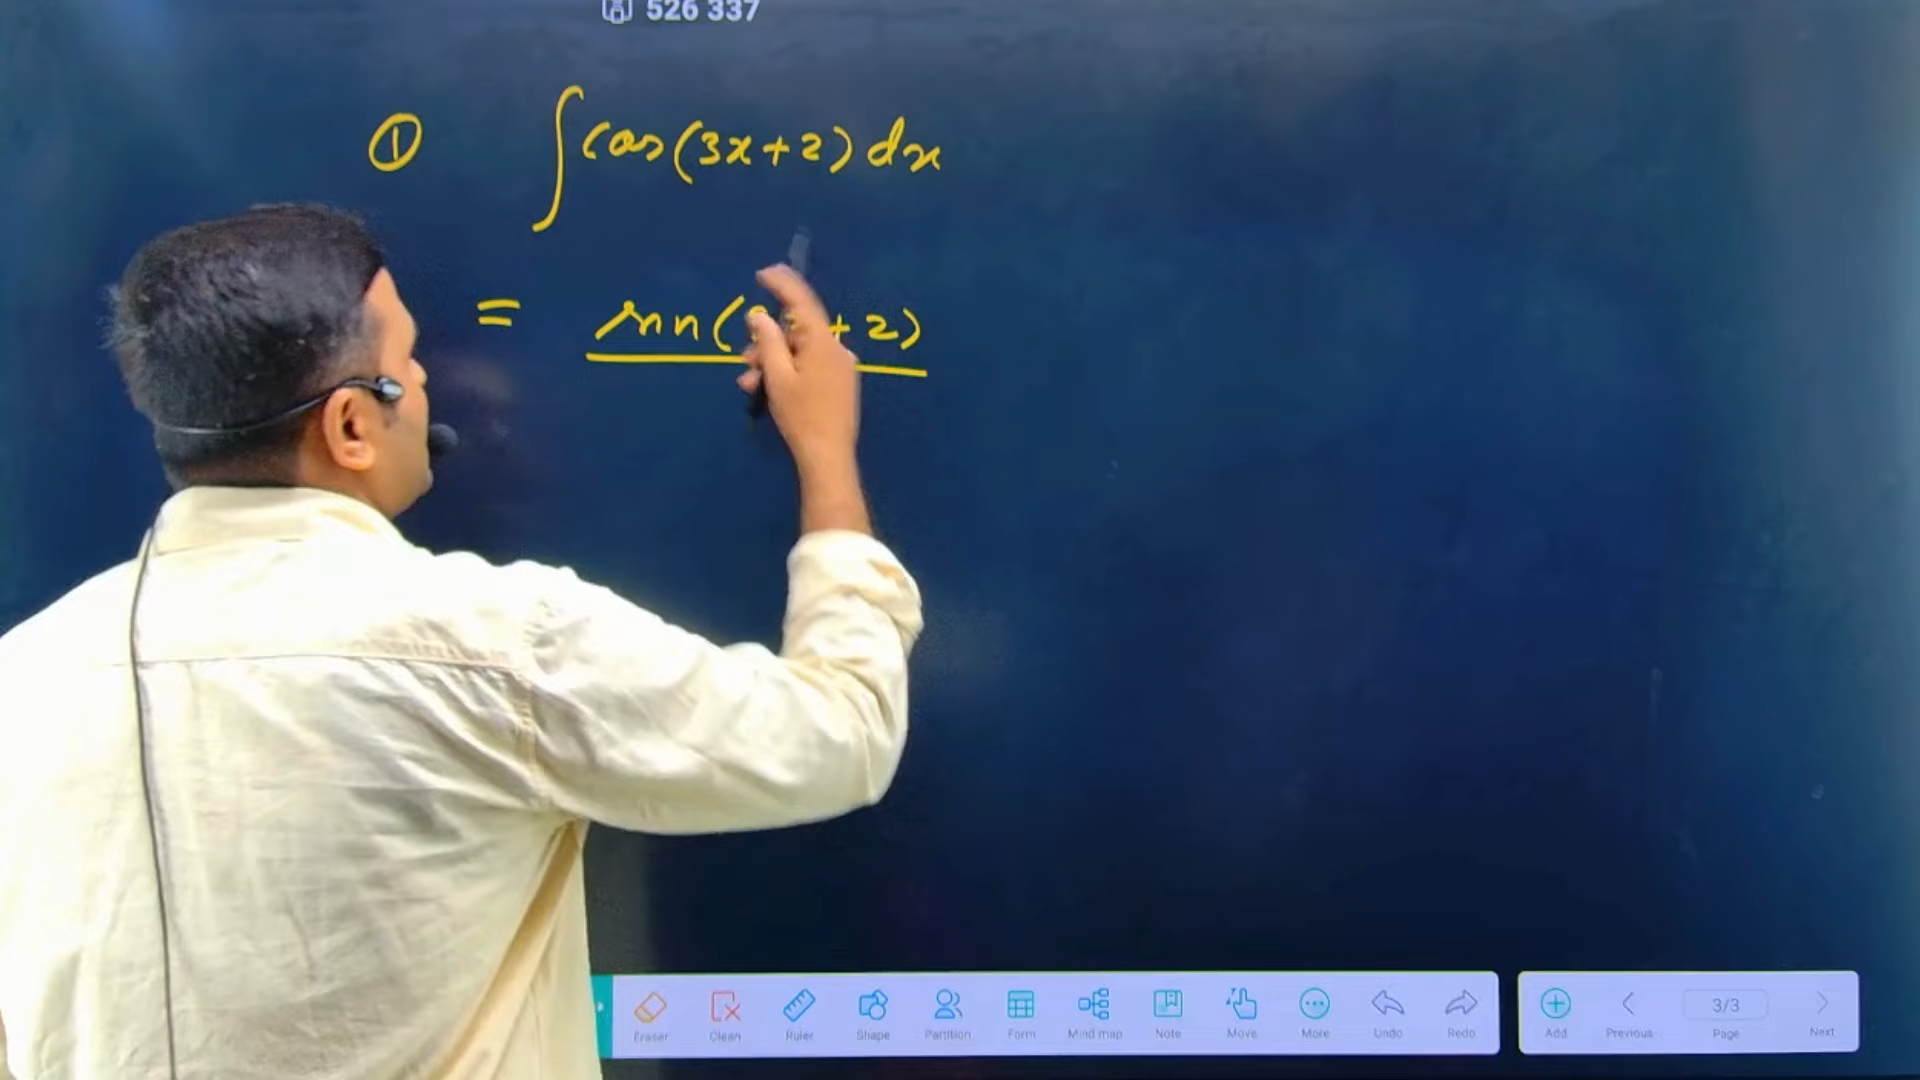 526 337
① ∫cos(3x+2)dx
= sin( +2)
Eraser Clean Ruler Shape Partition Form Mind map Note Move More Undo Redo Add Previous 3/3 Page Next